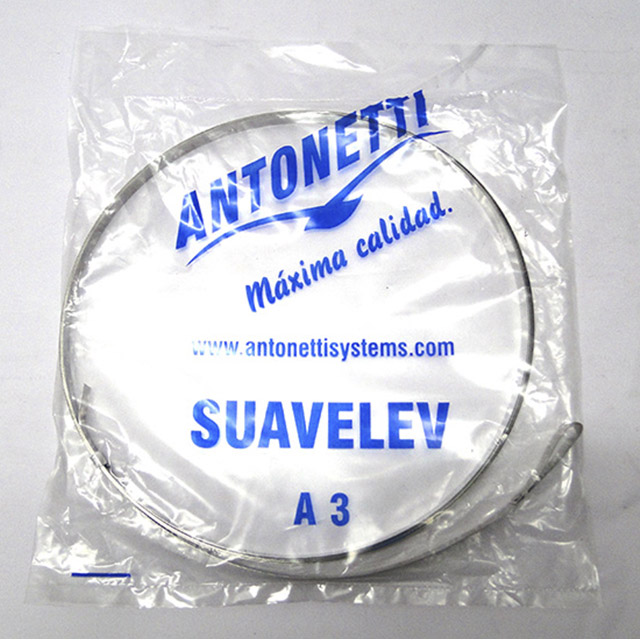 ANTONETTI
Máxima calidad.
www.antonettisystems.com
SUAVELEV
A 3